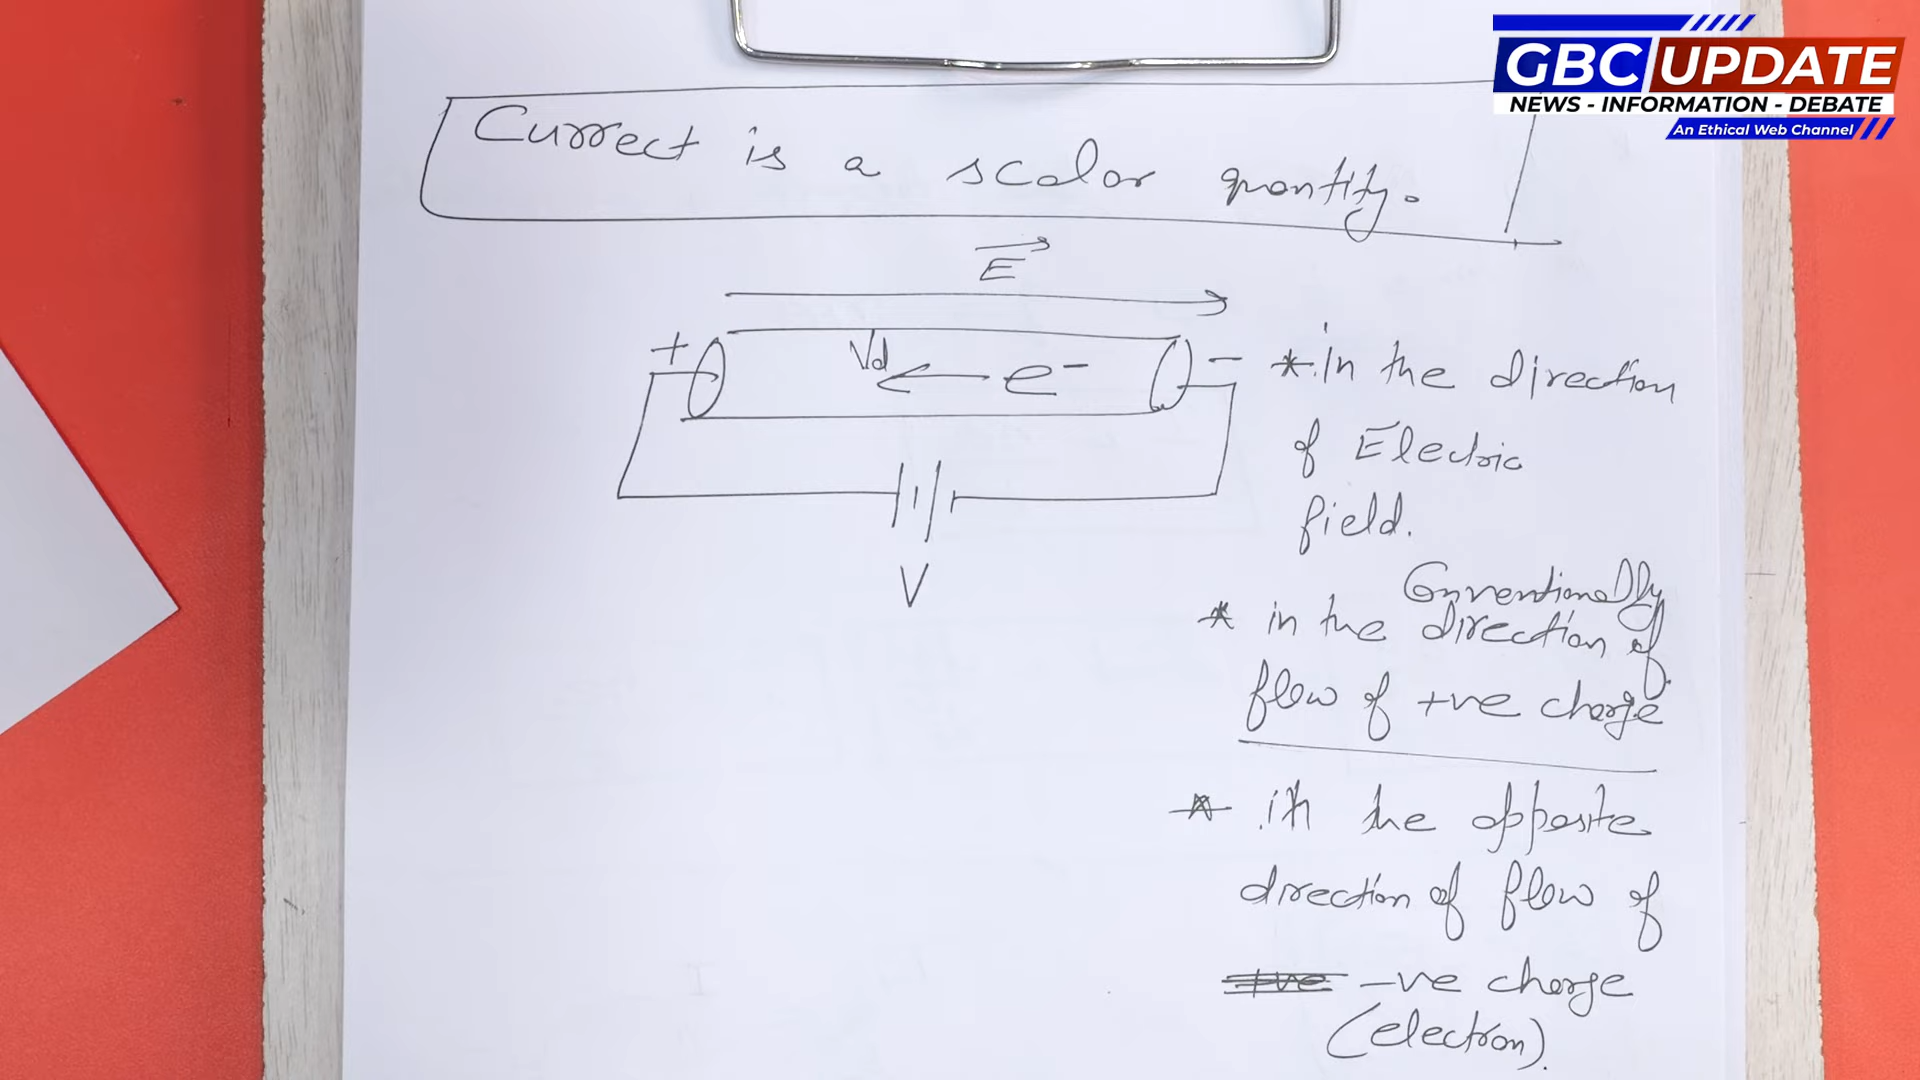 GBC UPDATE
NEWS - INFORMATION - DEBATE
An Ethical Web Channel
Currect is a scalar quantity.
E
+ Vd e⁻ −
V
* in the direction
of Electric
field.
Conventionally
* in the direction of
flow of +ve charge
* in the opposite
direction of flow of
+ve -ve charge
(electron).